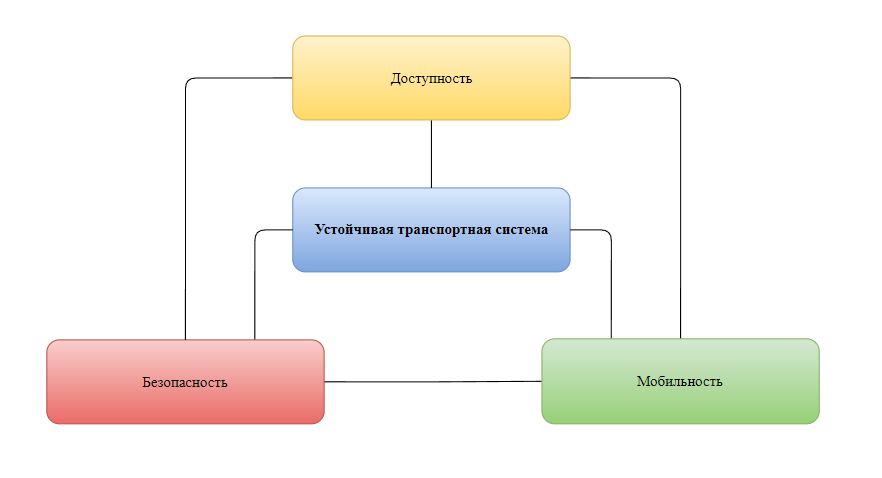 Доступность
Устойчивая транспортная система
Безопасность
Мобильность